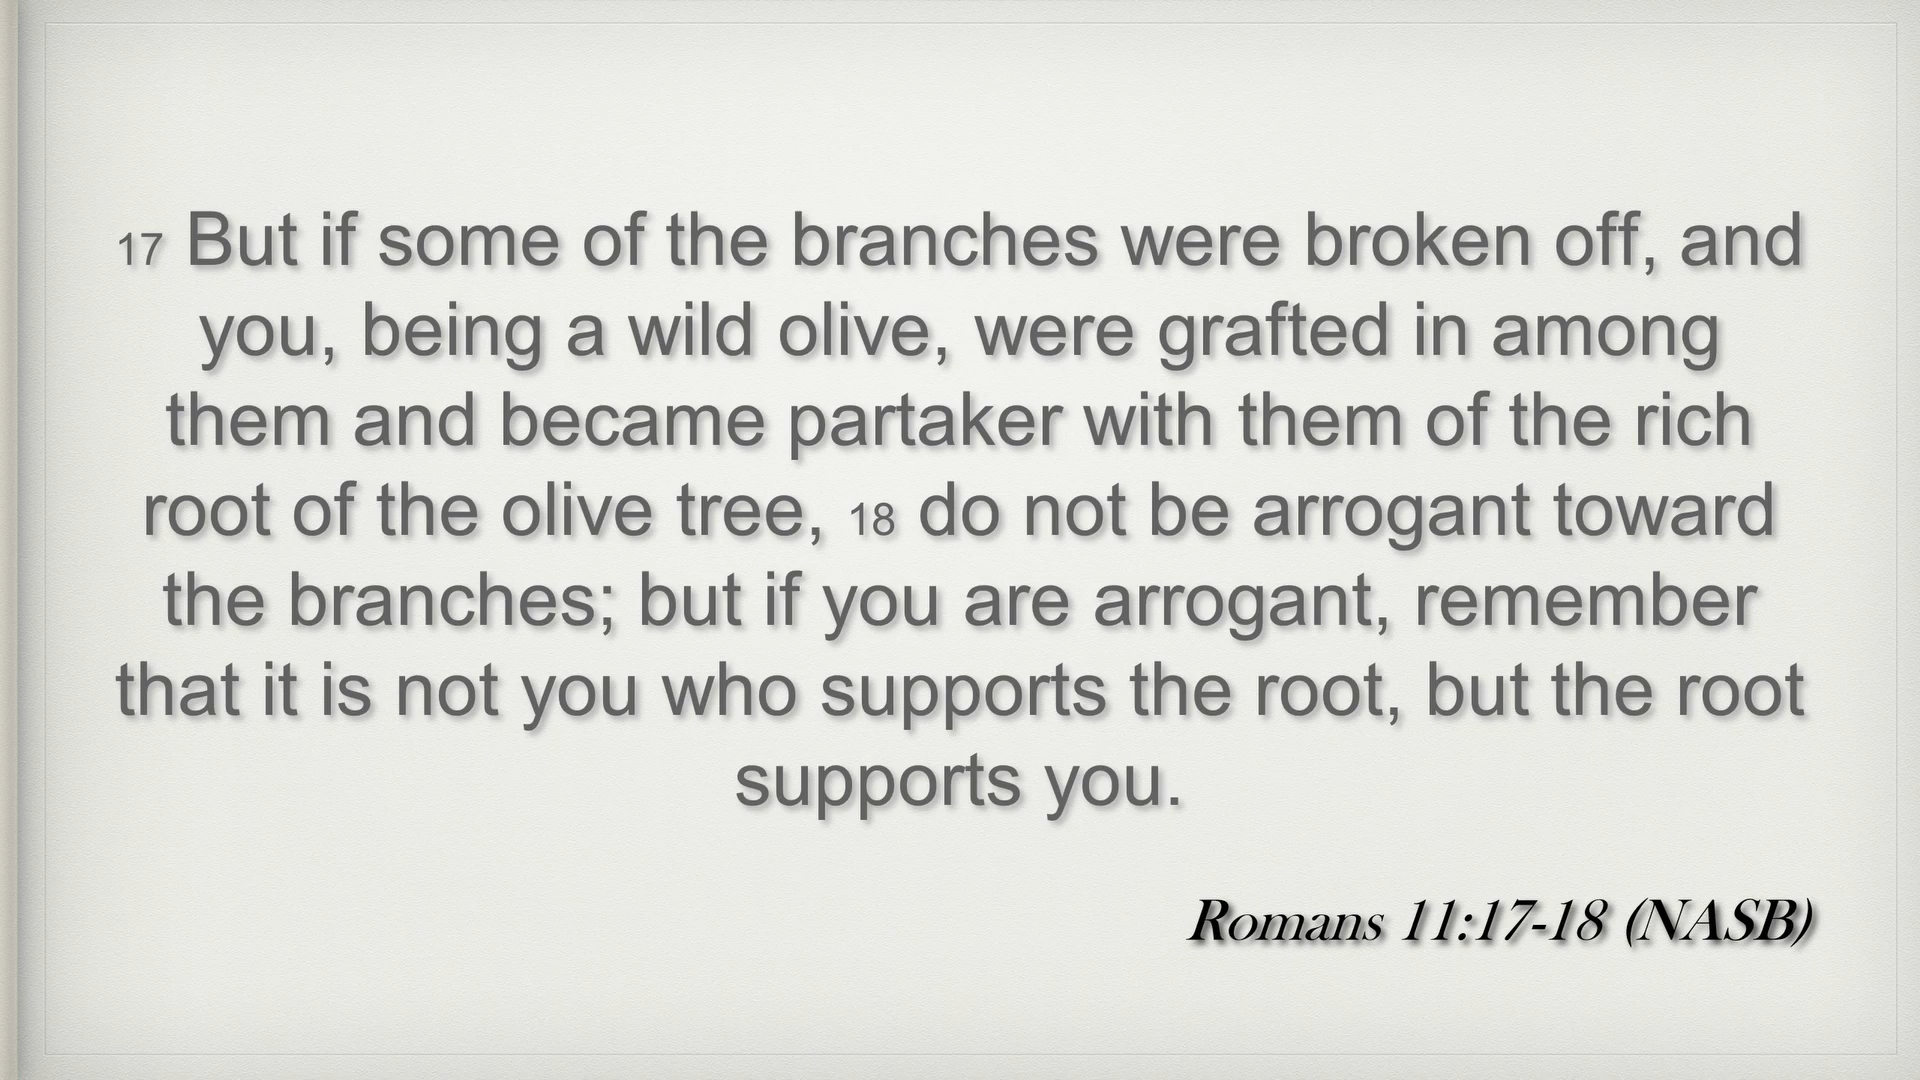 17 But if some of the branches were broken off, and
you, being a wild olive, were grafted in among
them and became partaker with them of the rich
root of the olive tree, 18 do not be arrogant toward
the branches; but if you are arrogant, remember
that it is not you who supports the root, but the root
supports you.
Romans 11:17-18 (NASB)